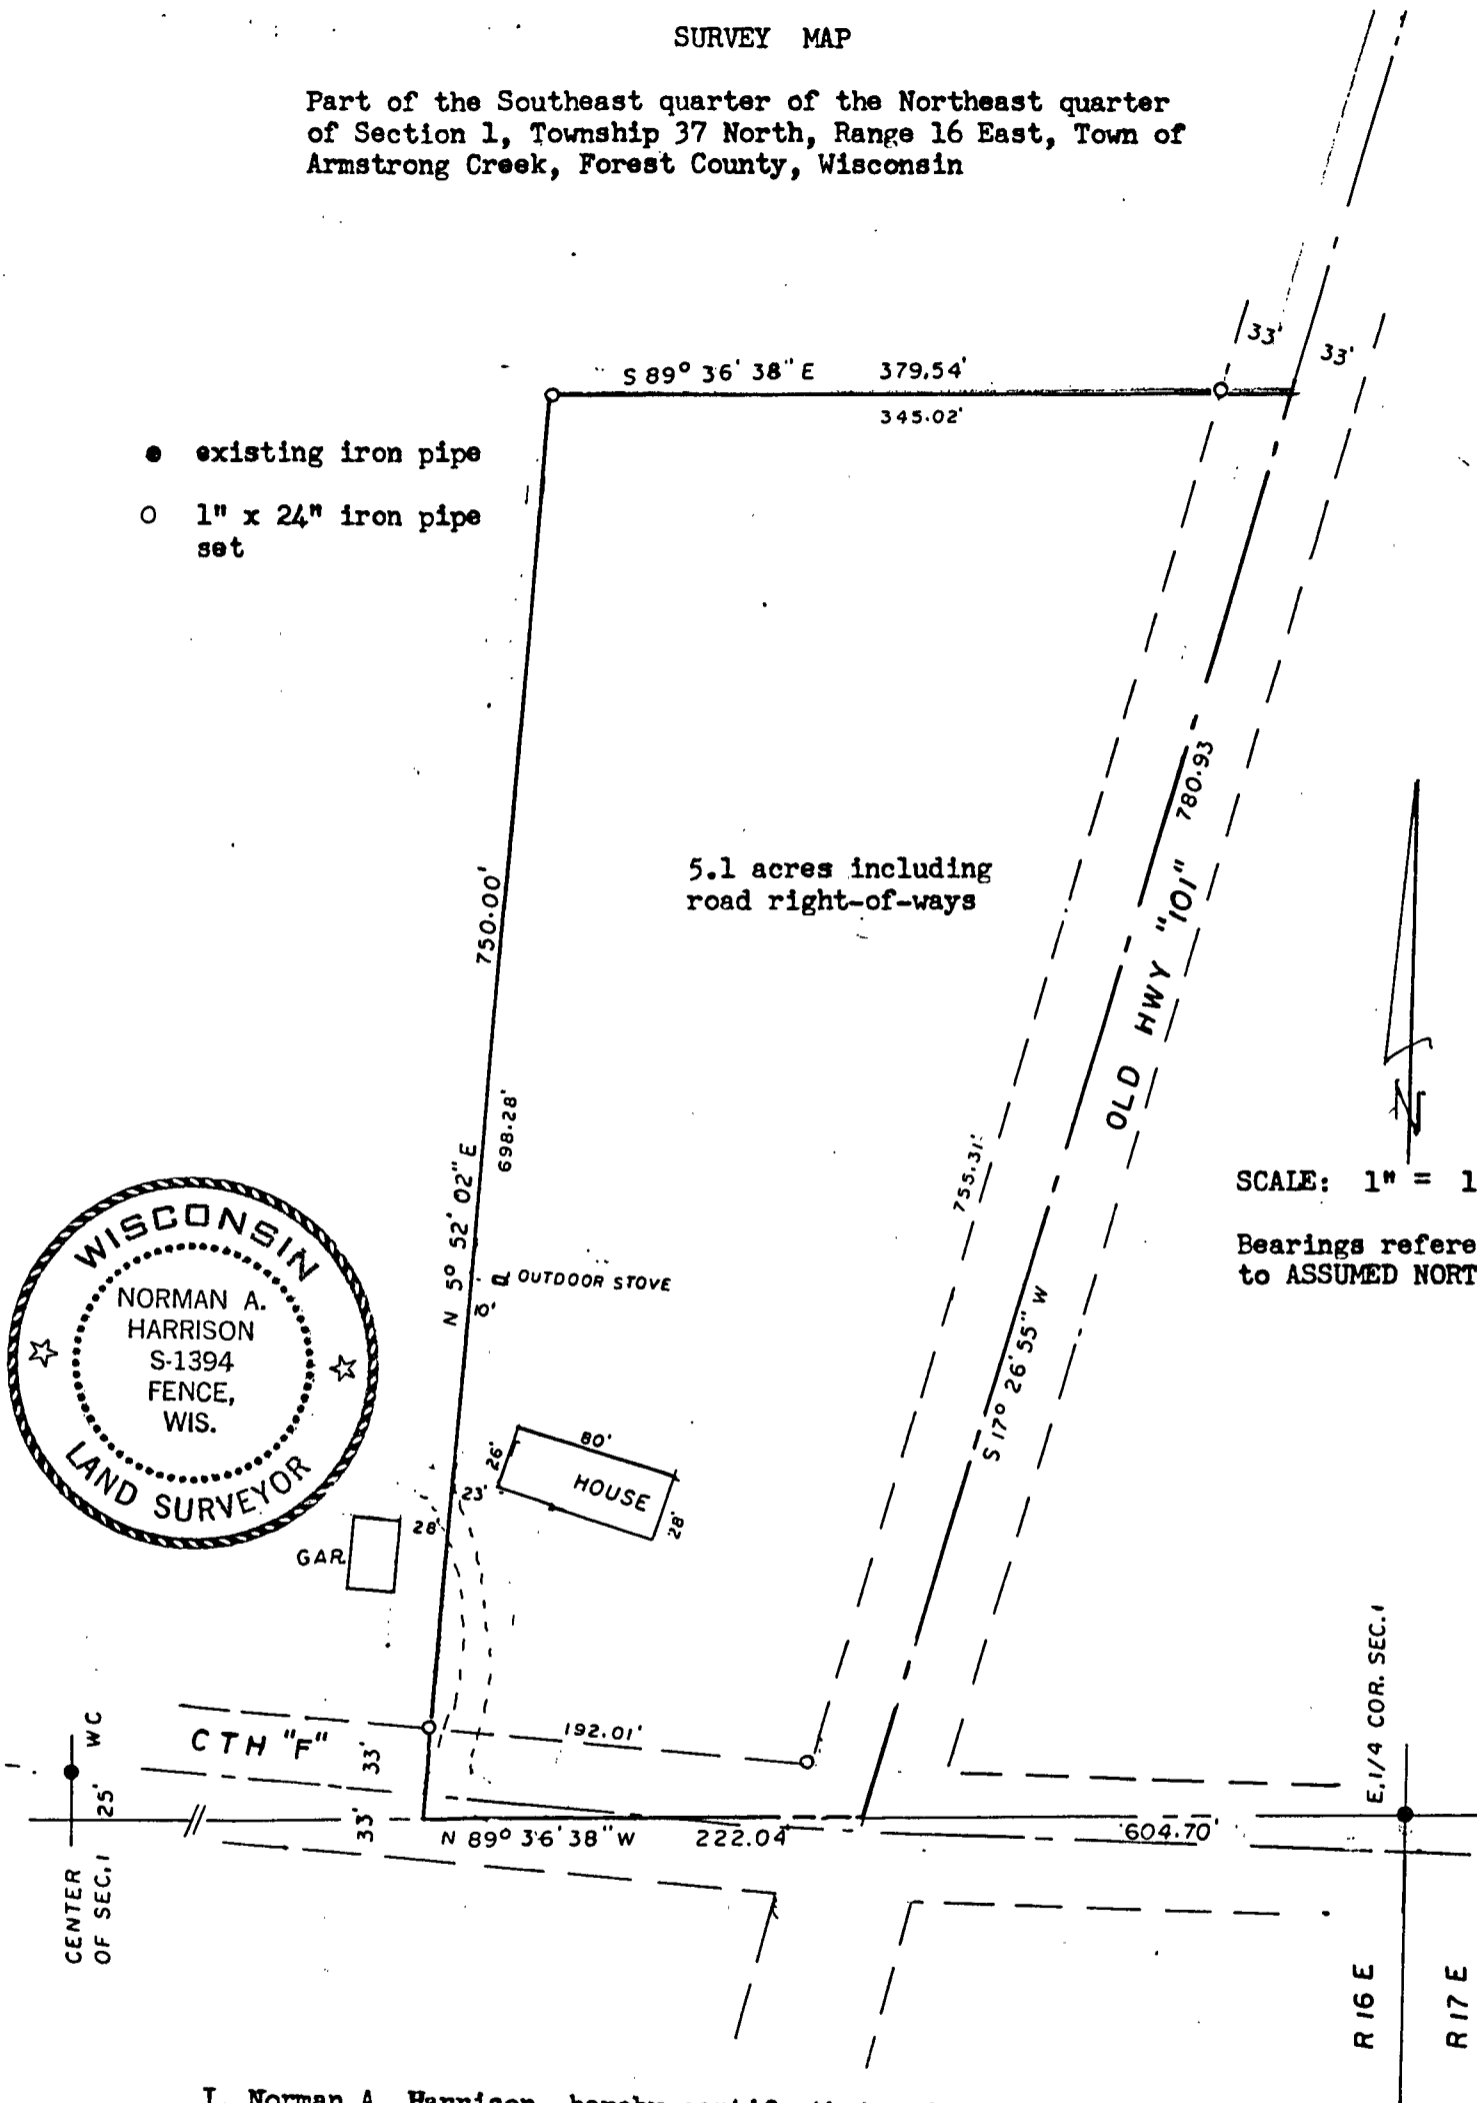 SURVEY MAP
Part of the Southeast quarter of the Northeast quarter
of Section 1, Township 37 North, Range 16 East, Town of
Armstrong Creek, Forest County, Wisconsin
33'
33'
S 89° 36' 38" E 379.54'
345.02'
● existing iron pipe
○ 1" x 24" iron pipe
set
750.00'
698.28'
N 5° 52' 02" E
5.1 acres including
road right-of-ways
780.93
OLD HWY "101"
755.31'
S 17° 26' 55" W
N
SCALE: 1" = 1
Bearings refere
to ASSUMED NORT
WISCONSIN
NORMAN A.
HARRISON
S-1394
FENCE,
WIS.
LAND SURVEYOR
OUTDOOR STOVE
80'
26'
HOUSE
28'
23'
28'
GAR.
CTH "F"
33'
33'
192.01'
WC
25'
CENTER
OF SEC. 1
N 89° 36' 38" W 222.04'
604.70'
E. 1/4 COR. SEC. 1
R 16 E
R 17 E
I, Norman A. Harrison, hereby